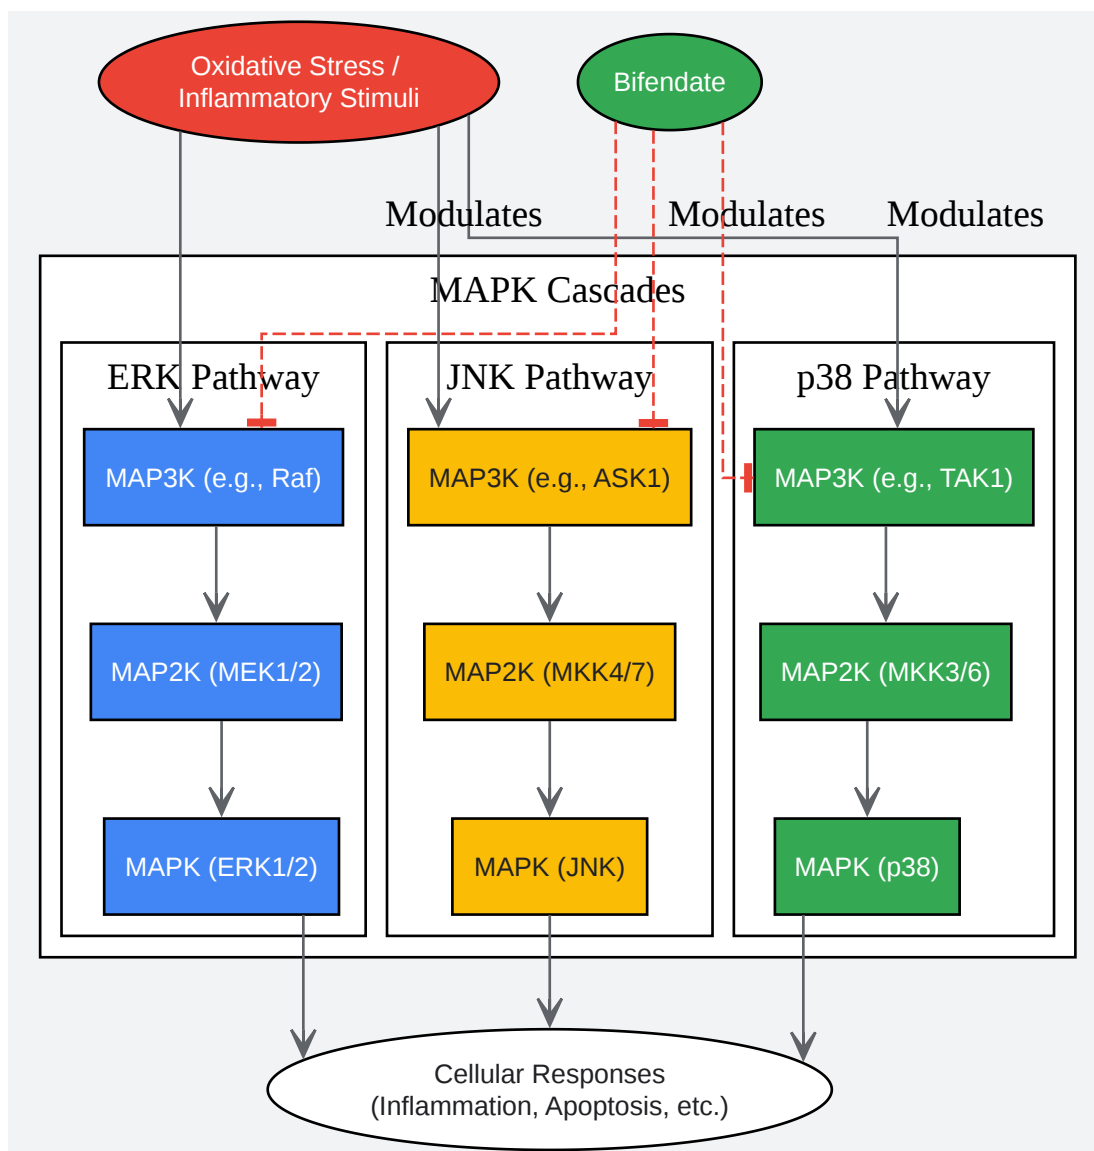 Oxidative Stress /
Inflammatory Stimuli
Bifendate
Modulates
Modulates
Modulates
MAPK Cascades
ERK Pathway
JNK Pathway
p38 Pathway
MAP3K (e.g., Raf)
MAP3K (e.g., ASK1)
MAP3K (e.g., TAK1)
MAP2K (MEK1/2)
MAP2K (MKK4/7)
MAP2K (MKK3/6)
MAPK (ERK1/2)
MAPK (JNK)
MAPK (p38)
Cellular Responses
(Inflammation, Apoptosis, etc.)